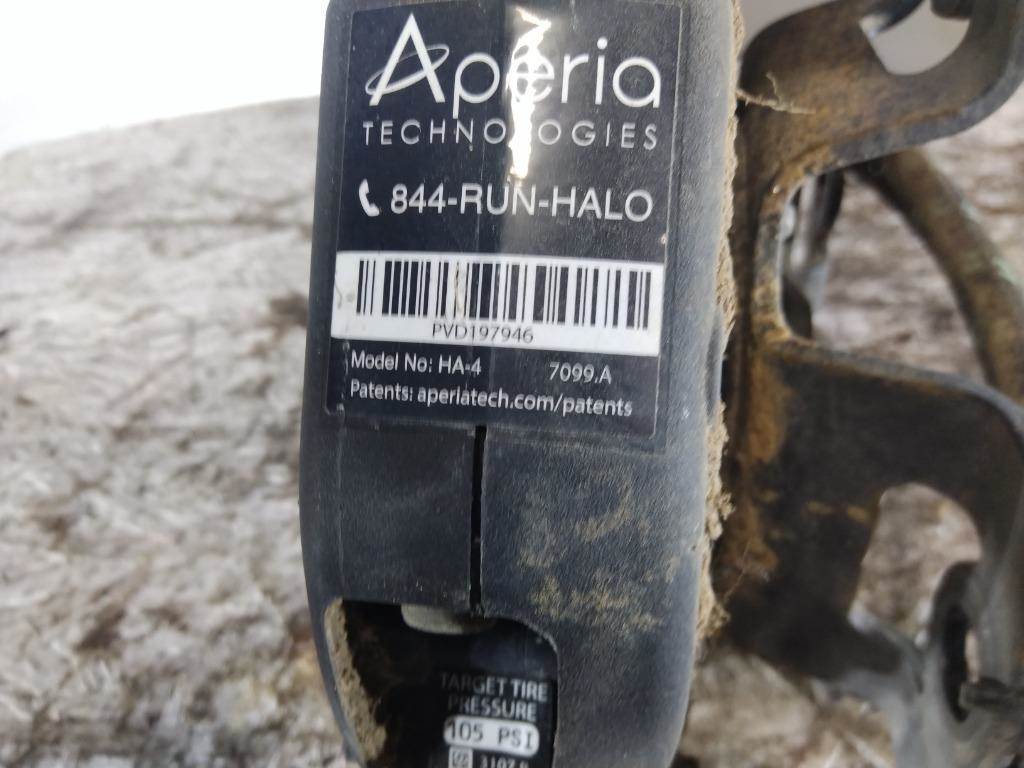 Aperia
TECHNOLOGIES
844-RUN-HALO
PVD197946
Model No: HA-4 7099.A
Patents: aperiatech.com/patents
TARGET TIRE
PRESSURE
105 PSI